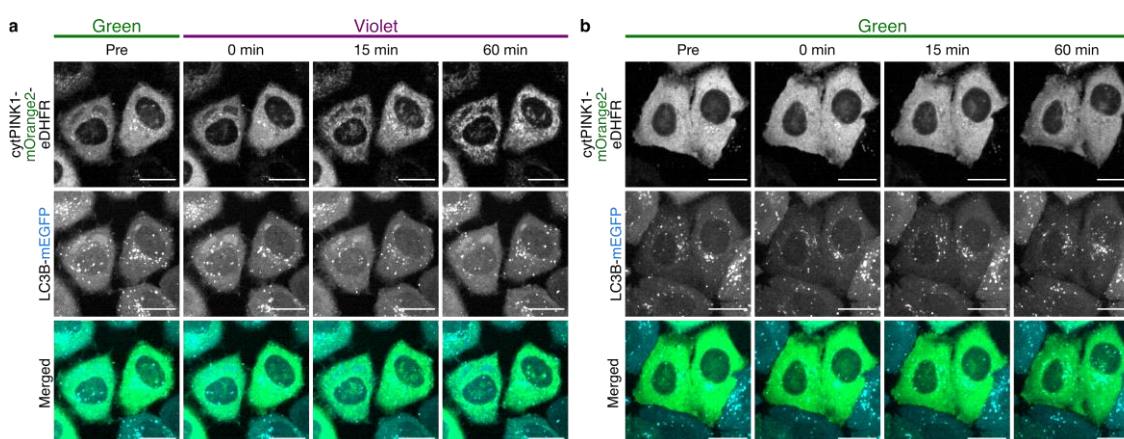 a
Green
Violet
Pre
0 min
15 min
60 min
cytPINK1-
mOrange2-
eDHFR
LC3B-mEGFP
Merged
b
Green
Pre
0 min
15 min
60 min
cytPINK1-
mOrange2-
eDHFR
LC3B-mEGFP
Merged